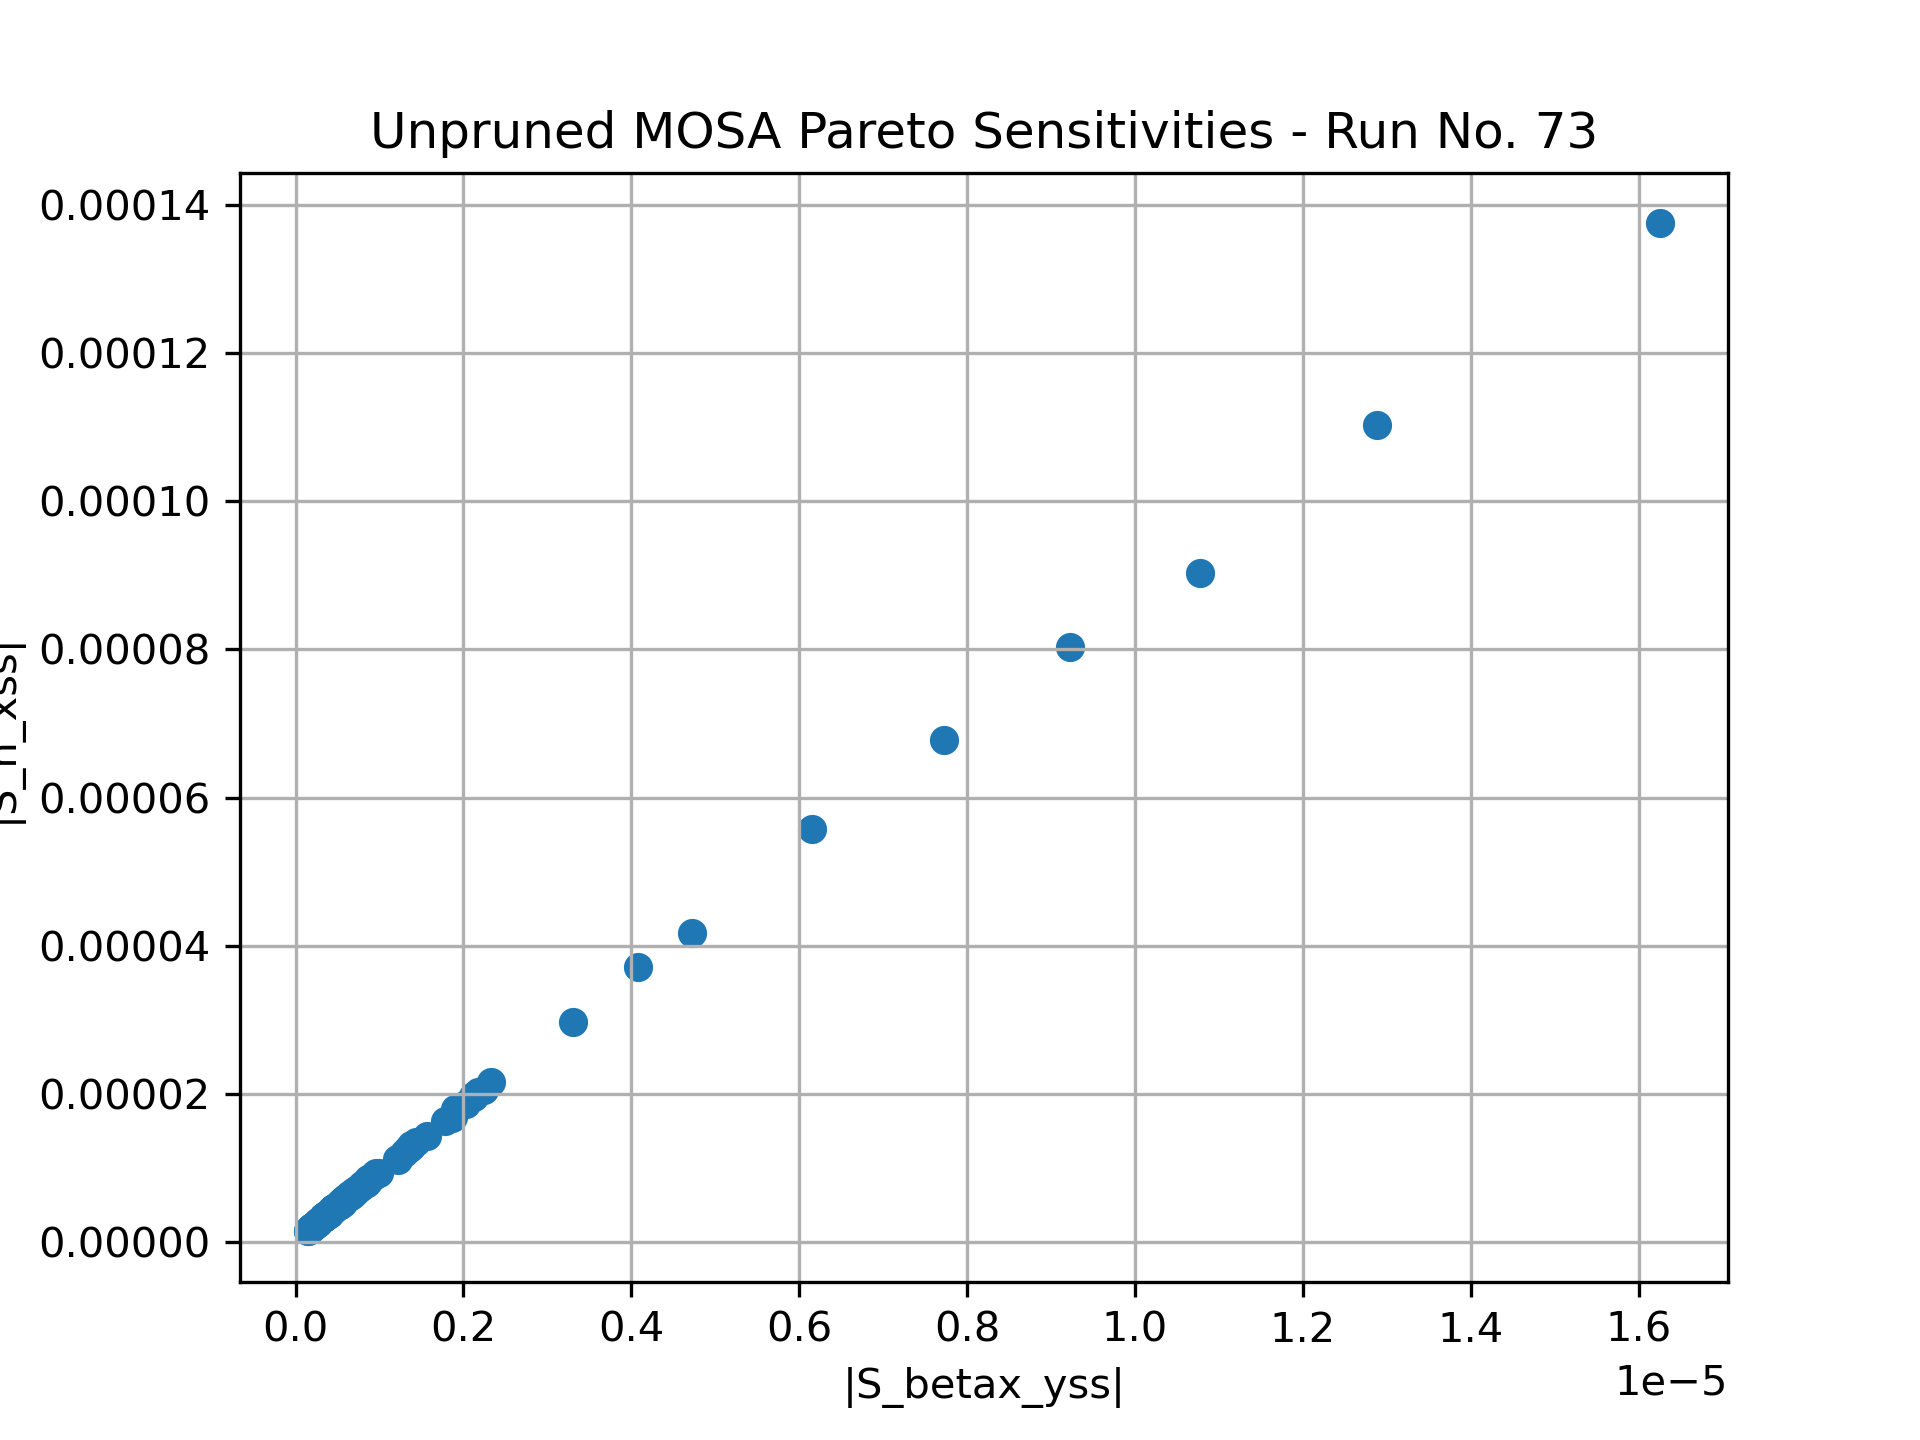 Unpruned MOSA Pareto Sensitivities - Run No. 73
0.00014
0.00012
0.00010
0.00008
0.00006
0.00004
0.00002
0.00000
|S_n_xss|
0.0 0.2 0.4 0.6 0.8 1.0 1.2 1.4 1.6
1e−5
|S_betax_yss|